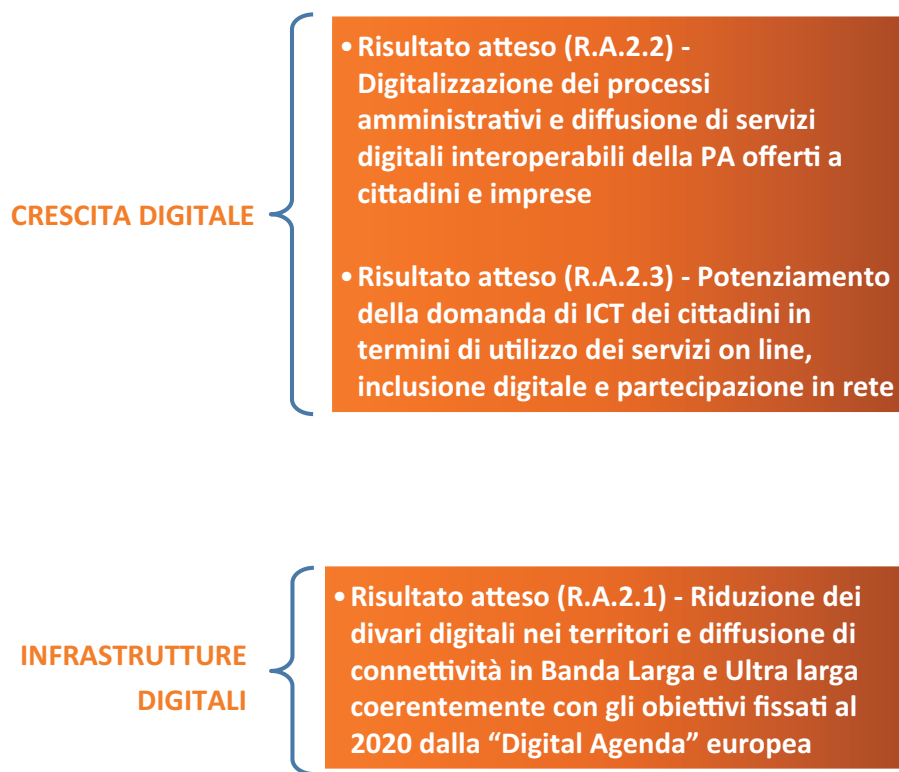 CRESCITA DIGITALE
• Risultato atteso (R.A.2.2) -
Digitalizzazione dei processi
amministrativi e diffusione di servizi
digitali interoperabili della PA offerti a
cittadini e imprese
• Risultato atteso (R.A.2.3) - Potenziamento
della domanda di ICT dei cittadini in
termini di utilizzo dei servizi on line,
inclusione digitale e partecipazione in rete
INFRASTRUTTURE
DIGITALI
• Risultato atteso (R.A.2.1) - Riduzione dei
divari digitali nei territori e diffusione di
connettività in Banda Larga e Ultra larga
coerentemente con gli obiettivi fissati al
2020 dalla “Digital Agenda” europea